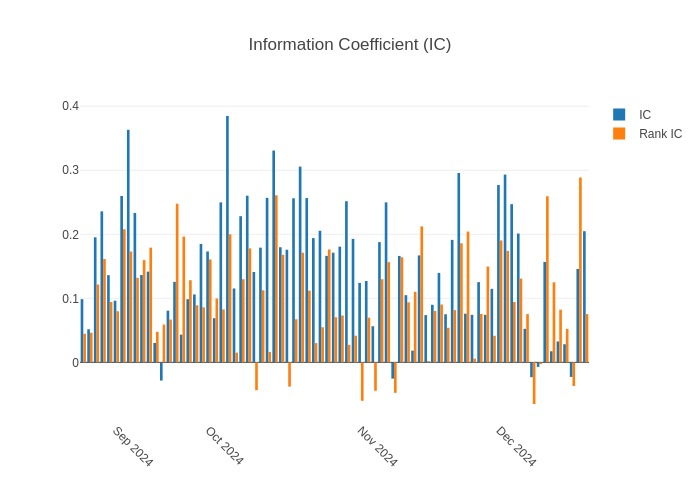 Information Coefficient (IC)
0.4
0.3
0.2
0.1
0
Sep 2024
Oct 2024
Nov 2024
Dec 2024
IC
Rank IC